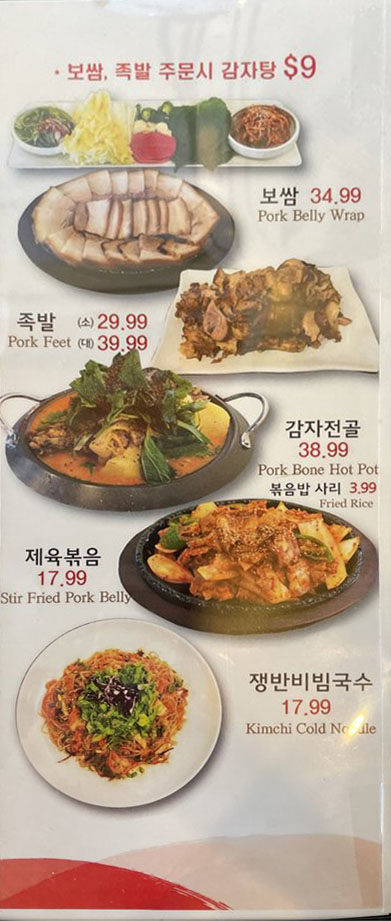 • 보쌈, 족발 주문시 감자탕 $9
보쌈 34.99
Pork Belly Wrap
족발 (소) 29.99
Pork Feet (대) 39.99
감자전골
38.99
Pork Bone Hot Pot
볶음밥 사리 3.99
Fried Rice
제육볶음
17.99
Stir Fried Pork Belly
쟁반비빔국수
17.99
Kimchi Cold Noodle